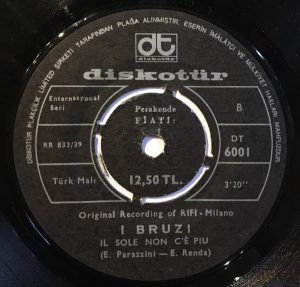 DİSKOTÜR PLAKÇILIK LİMİTED ŞİRKETİ TARAFINDAN PLAĞA ALINMIŞTIR. ESERİN İMALÂTÇI VE MÜLKİYET HAKLARI MAHFUZDUR
dt
diskotür
Enternasyonal
Seri
Perakende
FİATI:
B
RR 833/39
DT
6001
Türk Malı
12,50 TL.
3'20"
Original Recording of RIFI - Milano
I BRUZI
IL SOLE NON C'È PIU
(E. Parazzini — E. Renda)